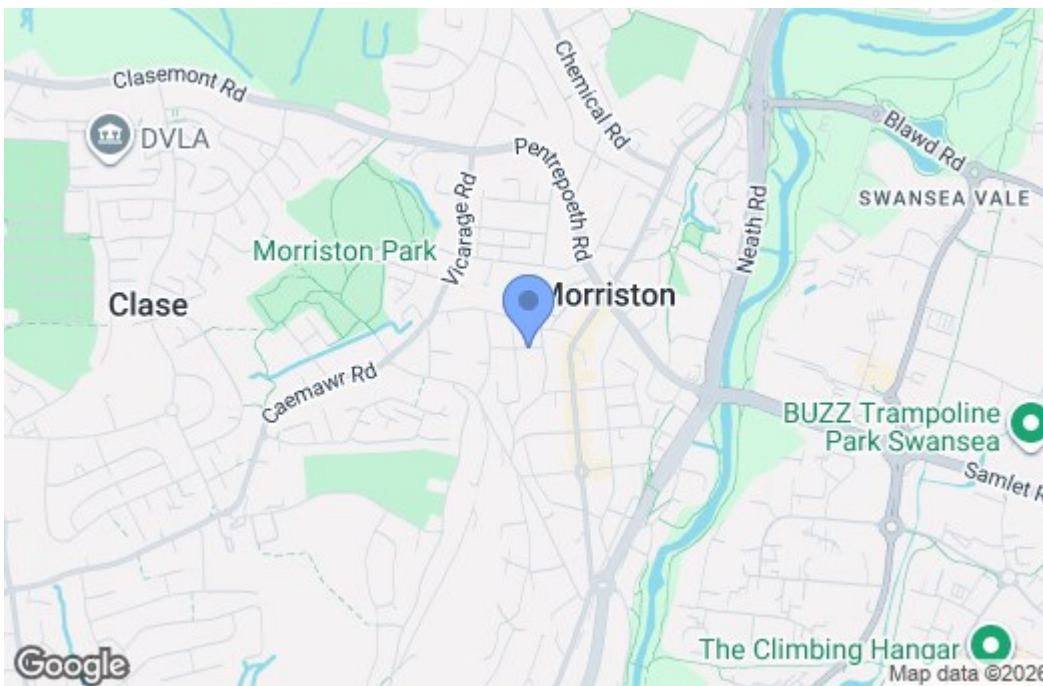 Clasemont Rd
DVLA
Chemical Rd
Pentrepoeth Rd
Blawd Rd
SWANSEA VALE
Vicarage Rd
Neath Rd
Morriston Park
Clase
Morriston
Caemawr Rd
BUZZ Trampoline
Park Swansea
Samlet R
The Climbing Hangar
Google
Map data ©2026